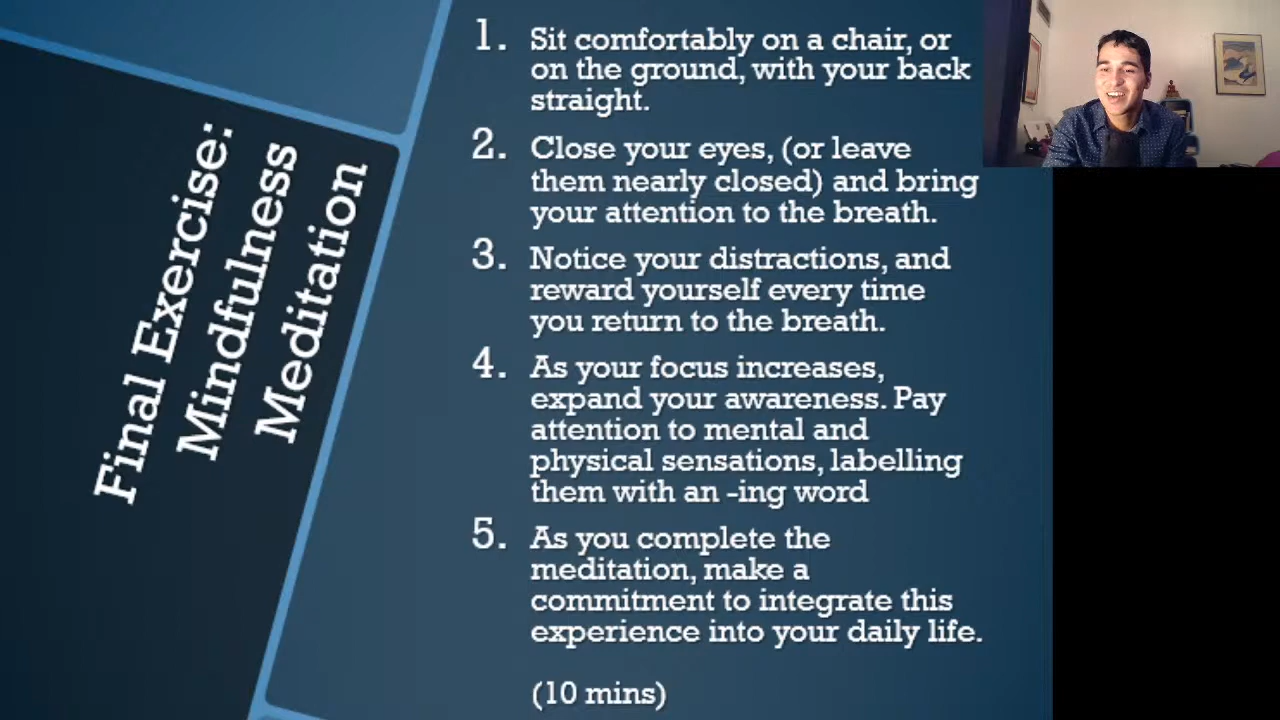 Final Exercise:
Mindfulness
Meditation
1. Sit comfortably on a chair, or
on the ground, with your back
straight.
2. Close your eyes, (or leave
them nearly closed) and bring
your attention to the breath.
3. Notice your distractions, and
reward yourself every time
you return to the breath.
4. As your focus increases,
expand your awareness. Pay
attention to mental and
physical sensations, labelling
them with an -ing word
5. As you complete the
meditation, make a
commitment to integrate this
experience into your daily life.
(10 mins)